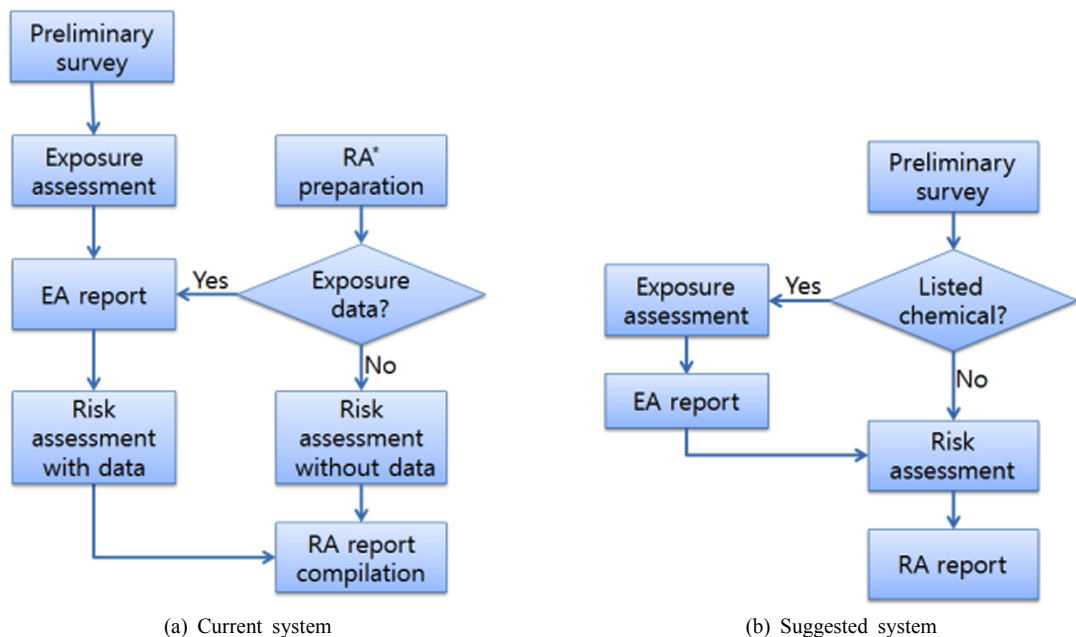 Preliminary
survey
Exposure
assessment
RA*
preparation
EA report
Yes
Exposure
data?
No
Risk
assessment
with data
Risk
assessment
without data
RA report
compilation
(a) Current system
Preliminary
survey
Exposure
assessment
Yes
Listed
chemical?
No
EA report
Risk
assessment
RA report
(b) Suggested system